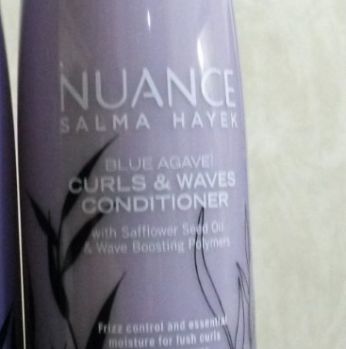 NUANCE
SALMA HAYEK
BLUE AGAVE
CURLS & WAVES
CONDITIONER
with Safflower Seed Oil
& Wave Boosting Polymers
Frizz control and essential
moisture for lush curls